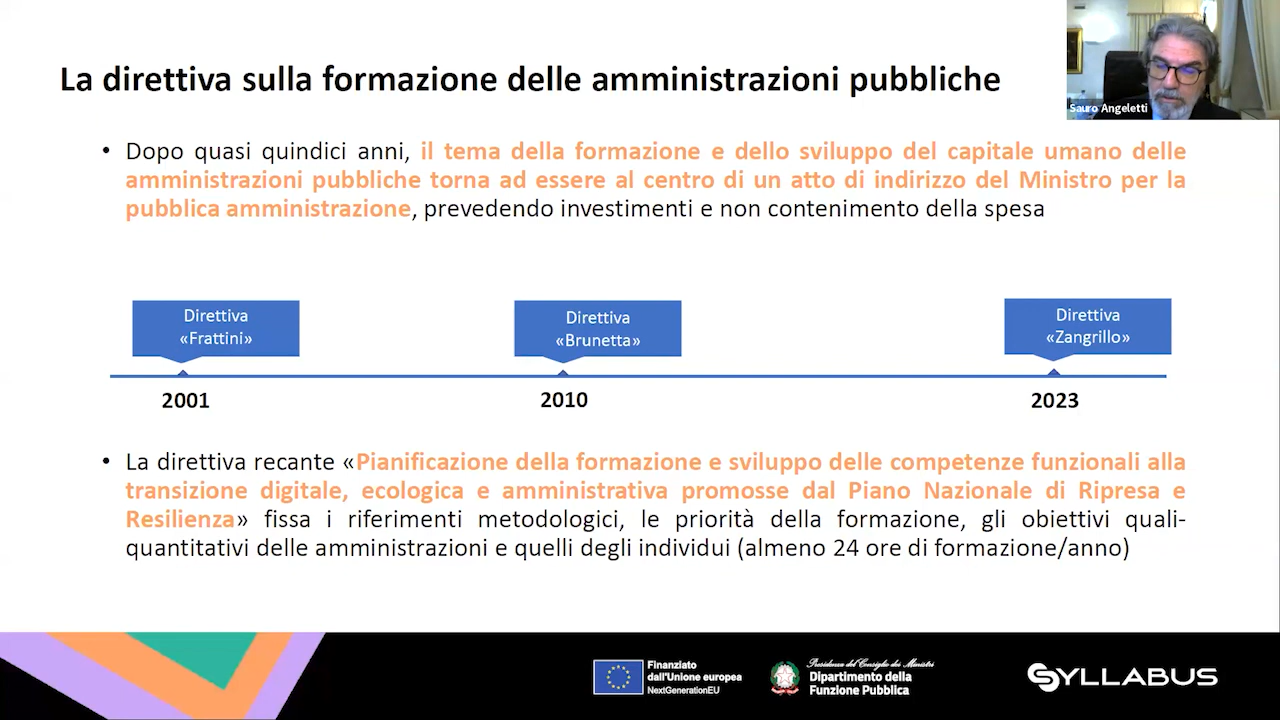 La direttiva sulla formazione delle amministrazioni pubbliche
Sauro Angeletti
• Dopo quasi quindici anni, il tema della formazione e dello sviluppo del capitale umano delle
amministrazioni pubbliche torna ad essere al centro di un atto di indirizzo del Ministro per la
pubblica amministrazione, prevedendo investimenti e non contenimento della spesa
Direttiva
«Frattini»
Direttiva
«Brunetta»
Direttiva
«Zangrillo»
2001
2010
2023
• La direttiva recante «Pianificazione della formazione e sviluppo delle competenze funzionali alla
transizione digitale, ecologica e amministrativa promosse dal Piano Nazionale di Ripresa e
Resilienza» fissa i riferimenti metodologici, le priorità della formazione, gli obiettivi quali-
quantitativi delle amministrazioni e quelli degli individui (almeno 24 ore di formazione/anno)
Finanziato
dall'Unione europea
NextGenerationEU
Presidenza del Consiglio dei Ministri
Dipartimento della
Funzione Pubblica
SYLLABUS